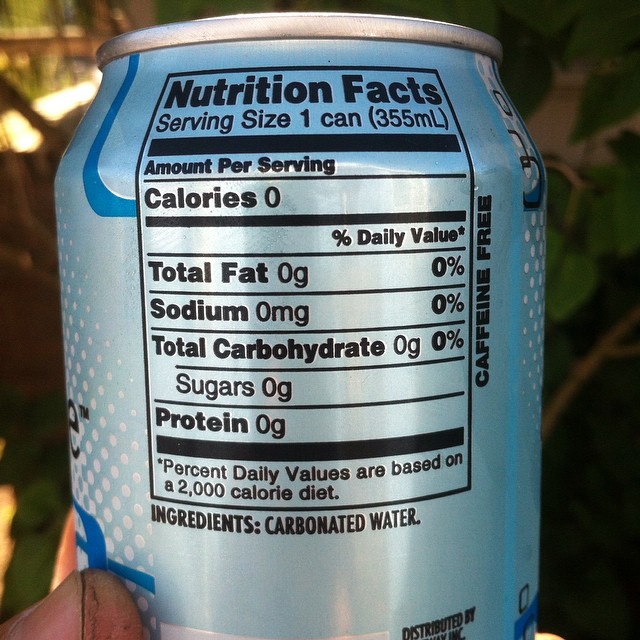 Nutrition Facts
Serving Size 1 can (355mL)
Amount Per Serving
Calories 0
% Daily Value*
Total Fat 0g 0%
Sodium 0mg 0%
Total Carbohydrate 0g 0%
Sugars 0g
Protein 0g
*Percent Daily Values are based on
a 2,000 calorie diet.
INGREDIENTS: CARBONATED WATER.
CAFFEINE FREE
DISTRIBUTED BY